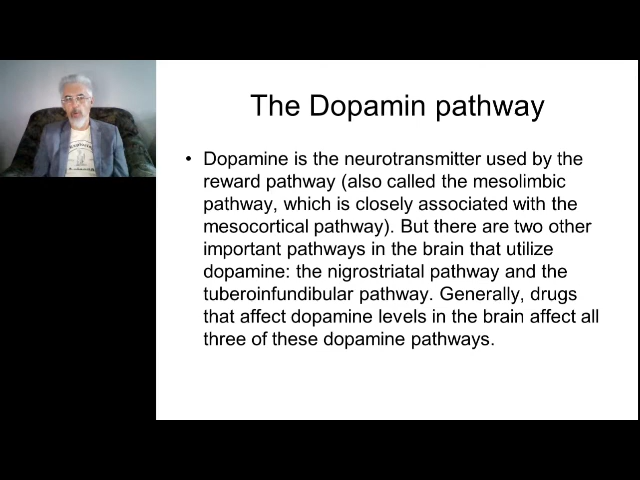 The Dopamin pathway
• Dopamine is the neurotransmitter used by the
reward pathway (also called the mesolimbic
pathway, which is closely associated with the
mesocortical pathway). But there are two other
important pathways in the brain that utilize
dopamine: the nigrostriatal pathway and the
tuberoinfundibular pathway. Generally, drugs
that affect dopamine levels in the brain affect all
three of these dopamine pathways.